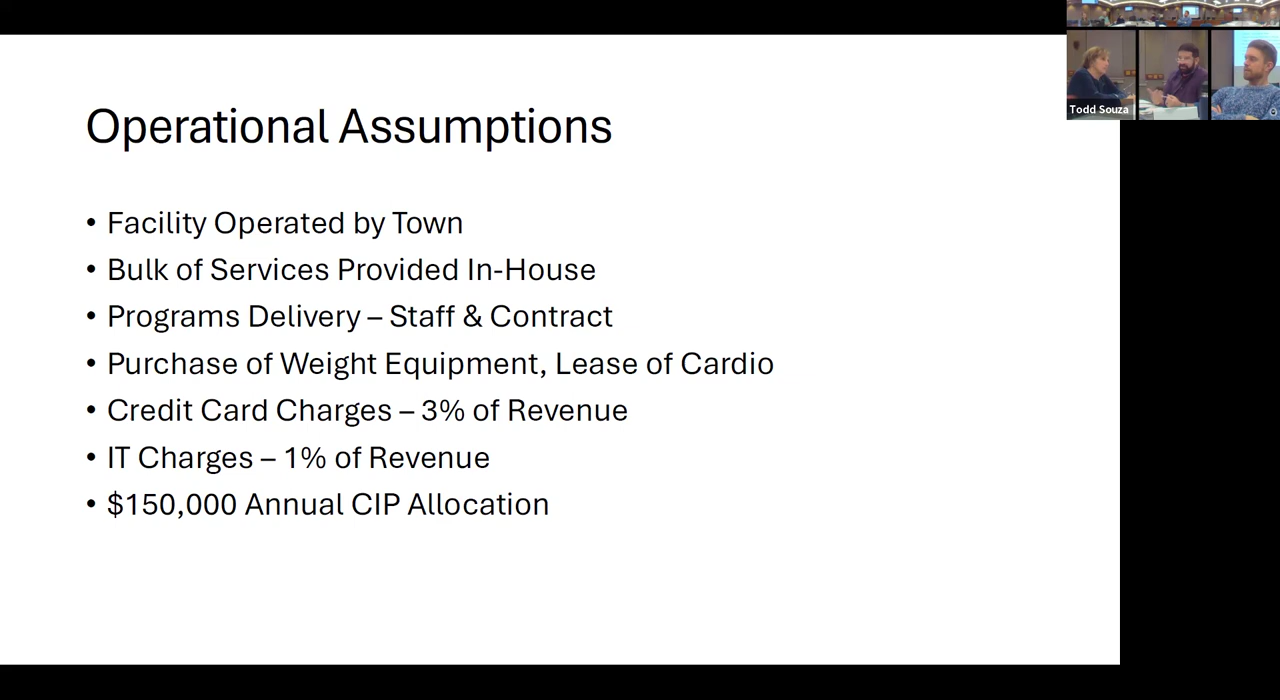 Operational Assumptions
• Facility Operated by Town
• Bulk of Services Provided In-House
• Programs Delivery – Staff & Contract
• Purchase of Weight Equipment, Lease of Cardio
• Credit Card Charges – 3% of Revenue
• IT Charges – 1% of Revenue
• $150,000 Annual CIP Allocation
Todd Souza